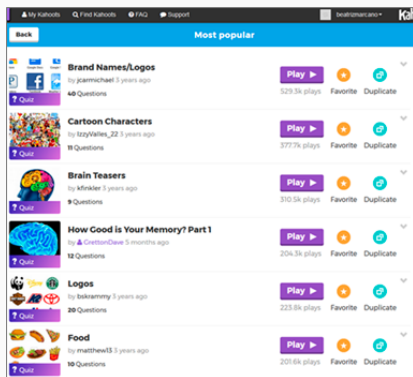 My Kahoots Find Kahoots FAQ Support beatrizmarcano
Back Most popular
Brand Names/Logos
by jcarmichael 3 years ago
40 Questions
Play
529.3k plays Favorite Duplicate
? Quiz
Cartoon Characters
by IzzyValles_22 3 years ago
11 Questions
Play
377.7k plays Favorite Duplicate
? Quiz
Brain Teasers
by kfinkler 3 years ago
9 Questions
Play
310.5k plays Favorite Duplicate
? Quiz
How Good is Your Memory? Part 1
by GrettonDave 5 months ago
12 Questions
Play
204.3k plays Favorite Duplicate
? Quiz
Logos
by bskrammy 3 years ago
20 Questions
Play
223.8k plays Favorite Duplicate
? Quiz
Food
by matthewl3 3 years ago
10 Questions
Play
201.6k plays Favorite Duplicate
? Quiz